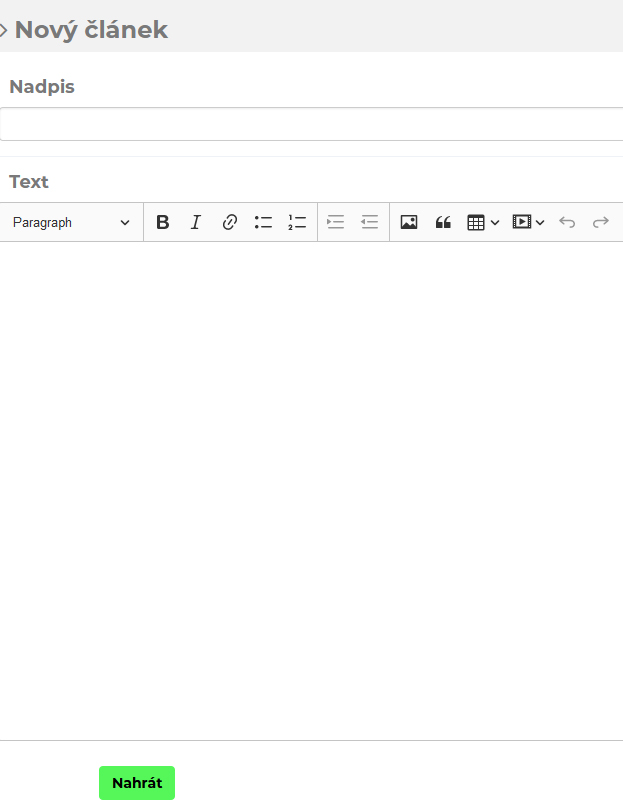 Nový článek
Nadpis
Text
Paragraph
Nahrát